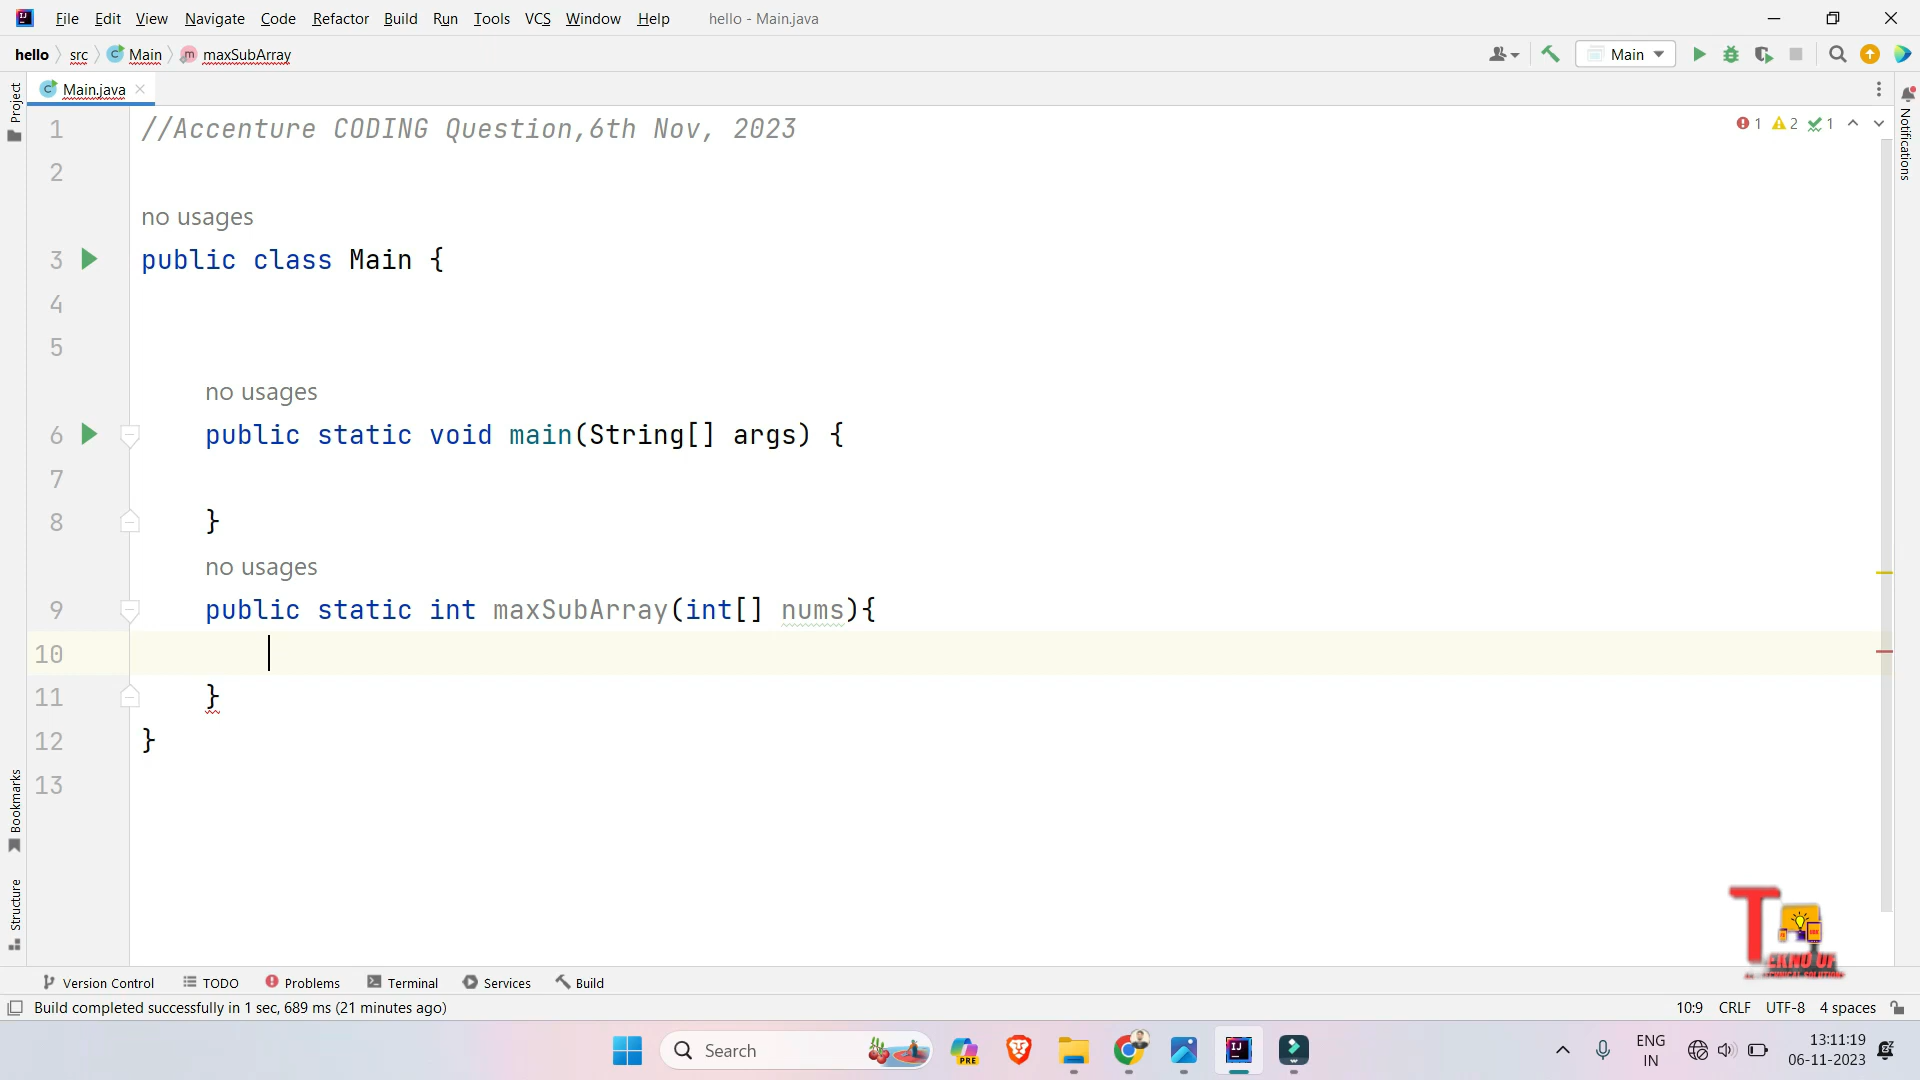 File Edit View Navigate Code Refactor Build Run Tools VCS Window Help hello - Main.java
hello src Main maxSubArray Main
Project
Main.java
Notifications
1 //Accenture CODING Question,6th Nov, 2023
1 2 1
2
no usages
3 public class Main {
4
5
1 no usages
6 public static void main(String[] args) {
7
8 }
no usages
9 public static int maxSubArray(int[] nums){
10
11 }
12 }
13
Bookmarks
Structure
Version Control TODO Problems Terminal Services Build
Build completed successfully in 1 sec, 689 ms (21 minutes ago) 10:9 CRLF UTF-8 4 spaces
Search PRE IJ ENG IN 13:11:19 06-11-2023